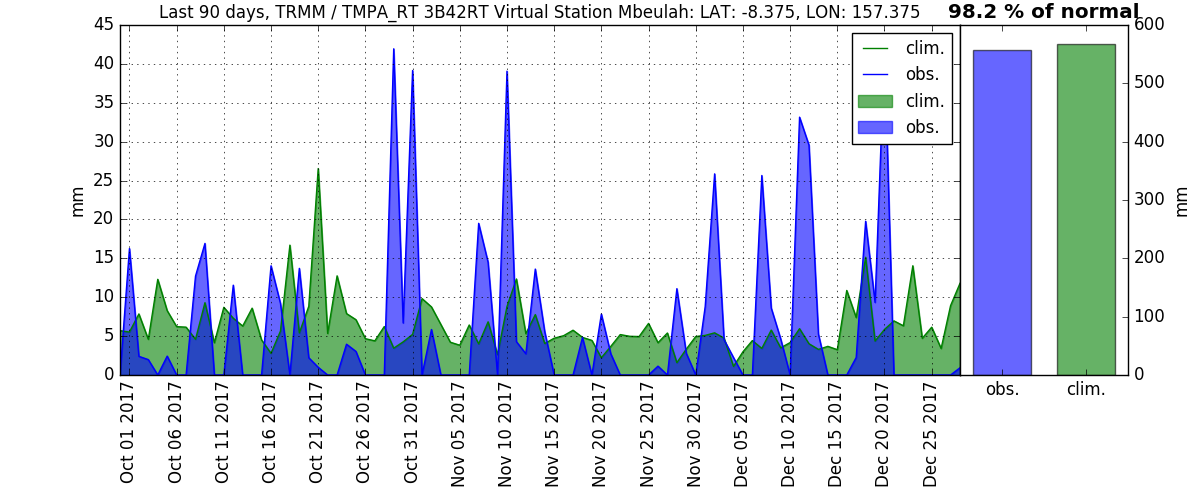 Last 90 days, TRMM / TMPA_RT 3B42RT Virtual Station Mbeulah: LAT: -8.375, LON: 157.375
98.2 % of normal
mm
45
40
35
30
25
20
15
10
5
0
clim.
obs.
clim.
obs.
Oct 01 2017
Oct 06 2017
Oct 11 2017
Oct 16 2017
Oct 21 2017
Oct 26 2017
Oct 31 2017
Nov 05 2017
Nov 10 2017
Nov 15 2017
Nov 20 2017
Nov 25 2017
Nov 30 2017
Dec 05 2017
Dec 10 2017
Dec 15 2017
Dec 20 2017
Dec 25 2017
600
500
400
300
200
100
0
mm
obs.
clim.